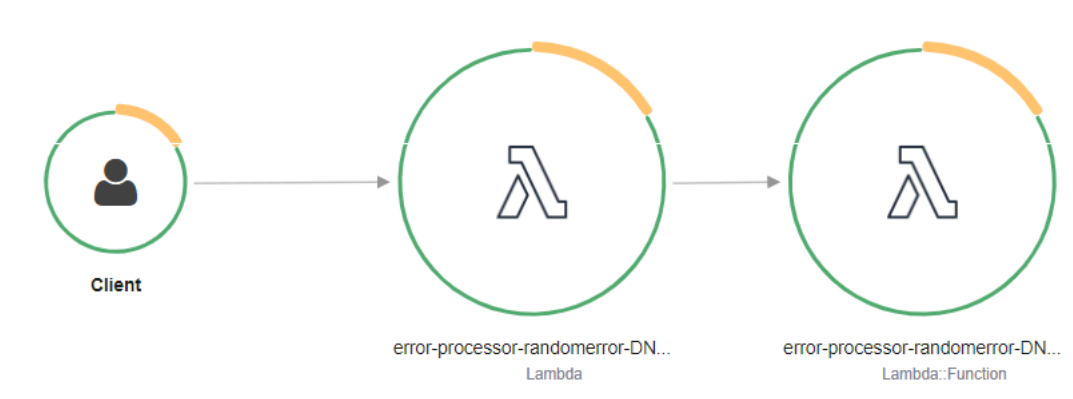 Client
error-processor-randomerror-DN...
Lambda
error-processor-randomerror-DN...
Lambda::Function